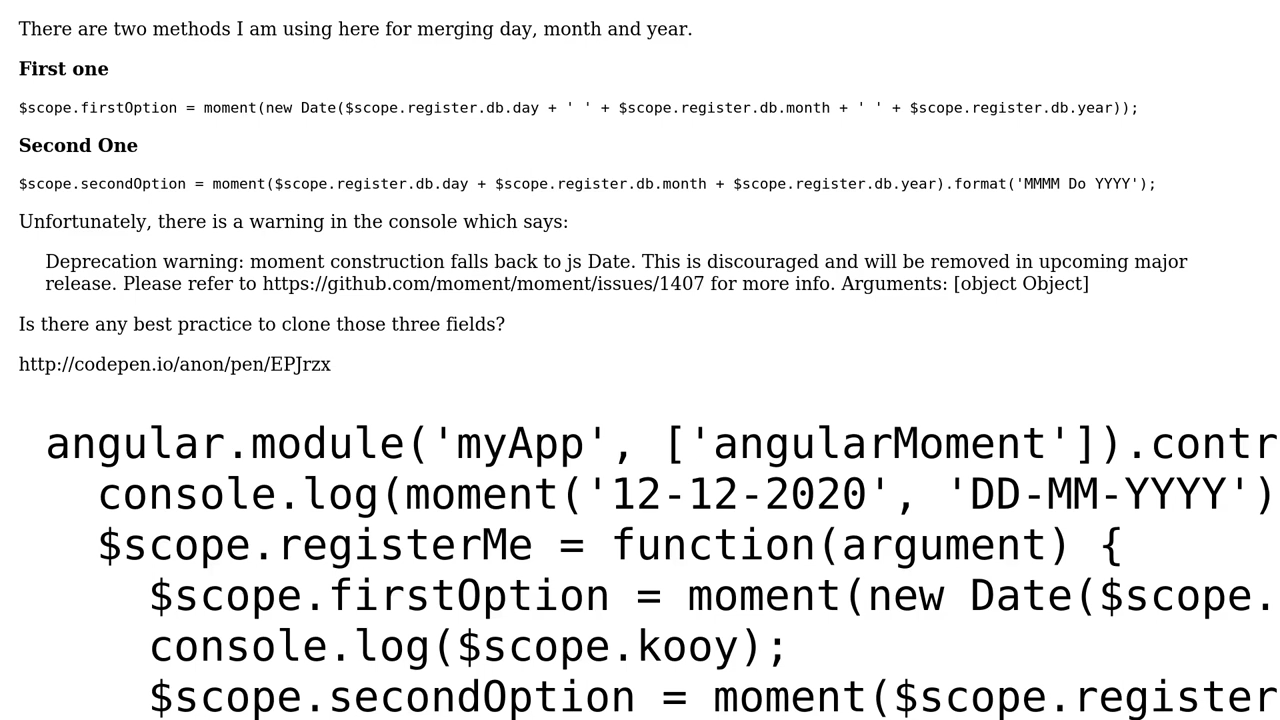 There are two methods I am using here for merging day, month and year.
First one
$scope.firstOption = moment(new Date($scope.register.db.day + ' ' + $scope.register.db.month + ' ' + $scope.register.db.year));
Second One
$scope.secondOption = moment($scope.register.db.day + $scope.register.db.month + $scope.register.db.year).format('MMMM Do YYYY');
Unfortunately, there is a warning in the console which says:
Deprecation warning: moment construction falls back to js Date. This is discouraged and will be removed in upcoming major
release. Please refer to https://github.com/moment/moment/issues/1407 for more info. Arguments: [object Object]
Is there any best practice to clone those three fields?
http://codepen.io/anon/pen/EPJrzx
angular.module('myApp', ['angularMoment']).contr
console.log(moment('12-12-2020', 'DD-MM-YYYY')
$scope.registerMe = function(argument) {
$scope.firstOption = moment(new Date($scope.
console.log($scope.kooy);
$scope.secondOption = moment($scope.register